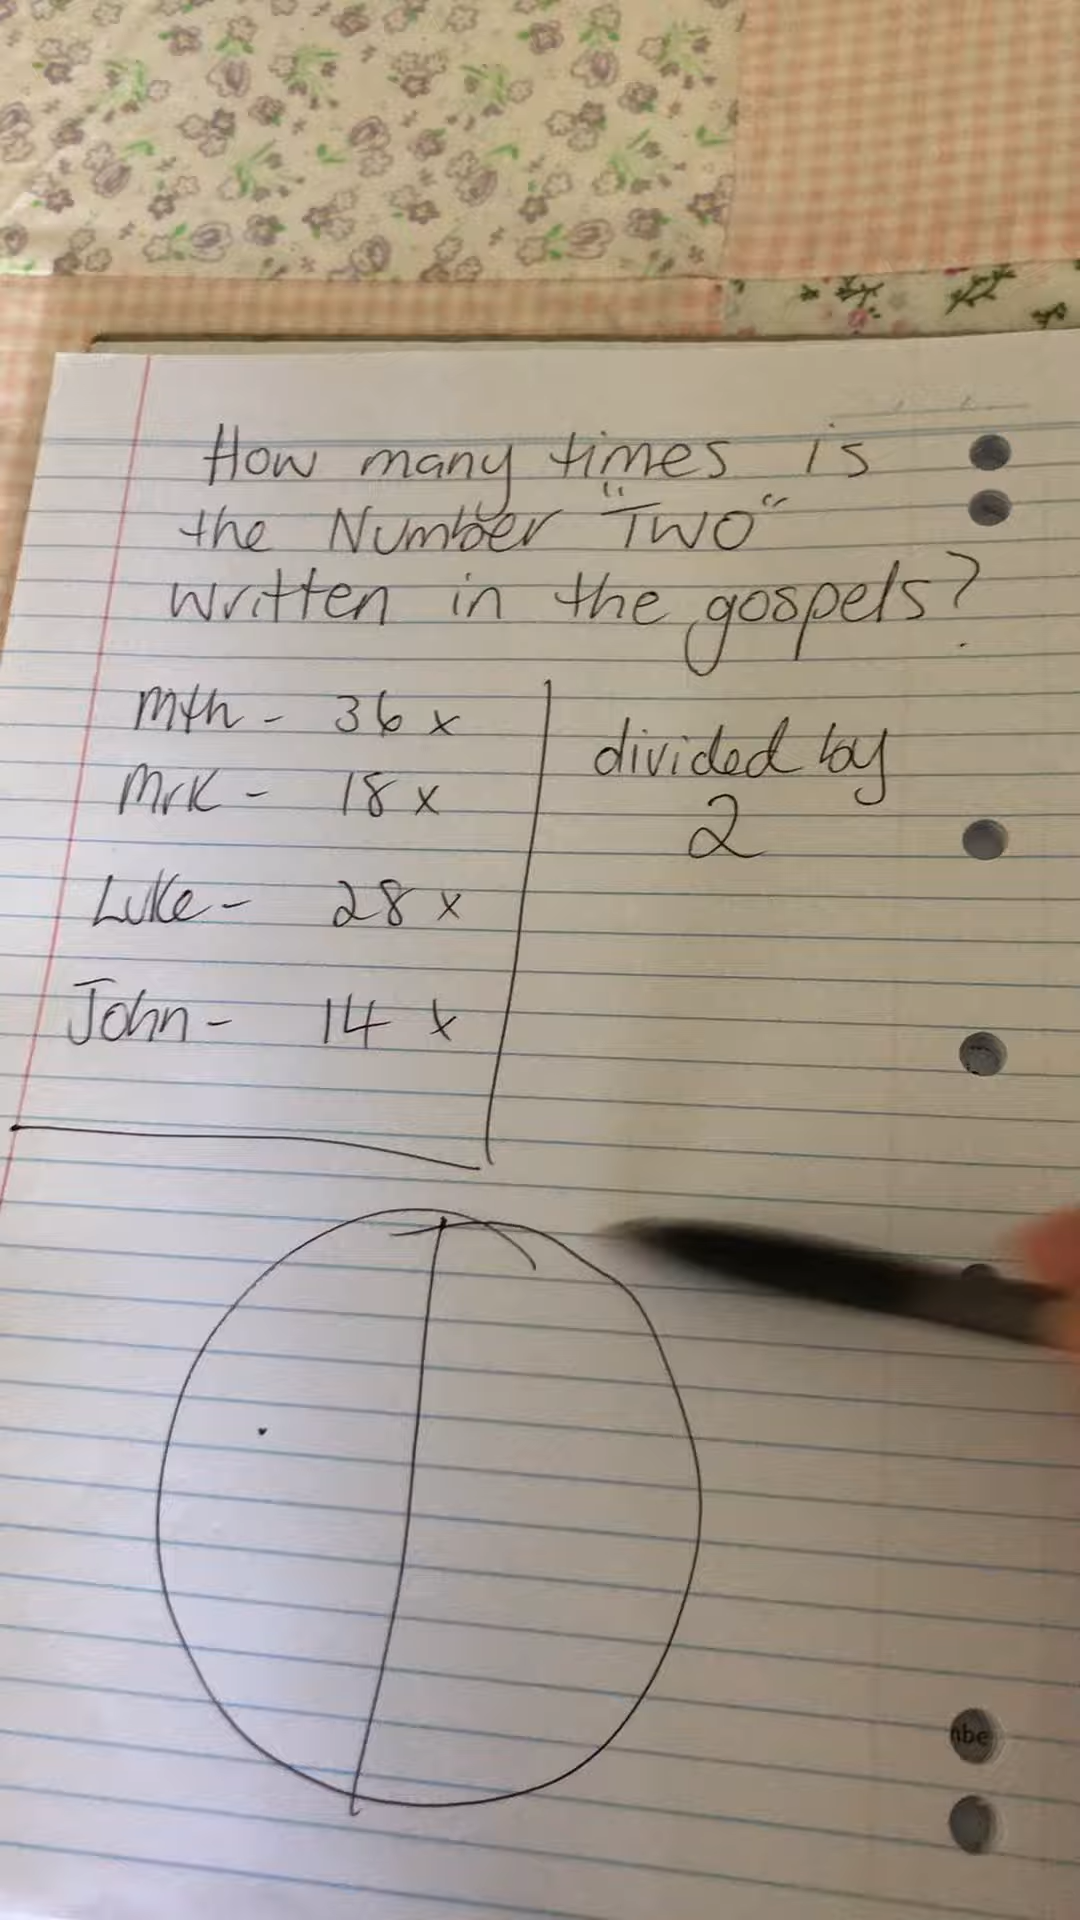 How many times is
the Number "Two"
written in the gospels?
Mth - 36 x
Mrk - 18 x
Luke - 28 x
John - 14 x
divided by
2
nbe